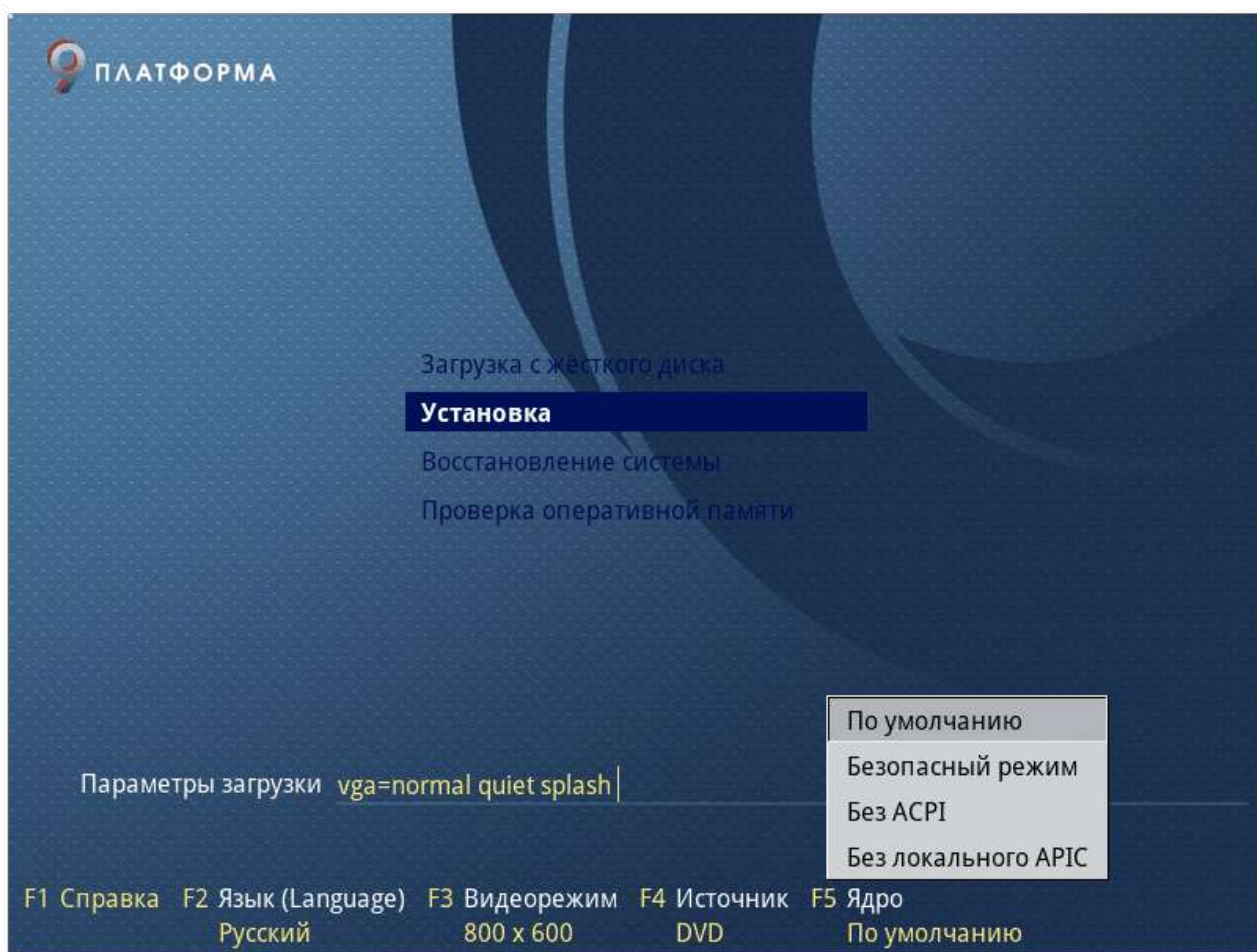 ПЛАТФОРМА
Загрузка с жёсткого диска
Установка
Восстановление системы
Проверка оперативной памяти
По умолчанию
Безопасный режим
Без ACPI
Без локального APIC
Параметры загрузки vga=normal quiet splash
F1 Справка F2 Язык (Language) F3 Видеорежим F4 Источник F5 Ядро
Русский 800 x 600 DVD По умолчанию